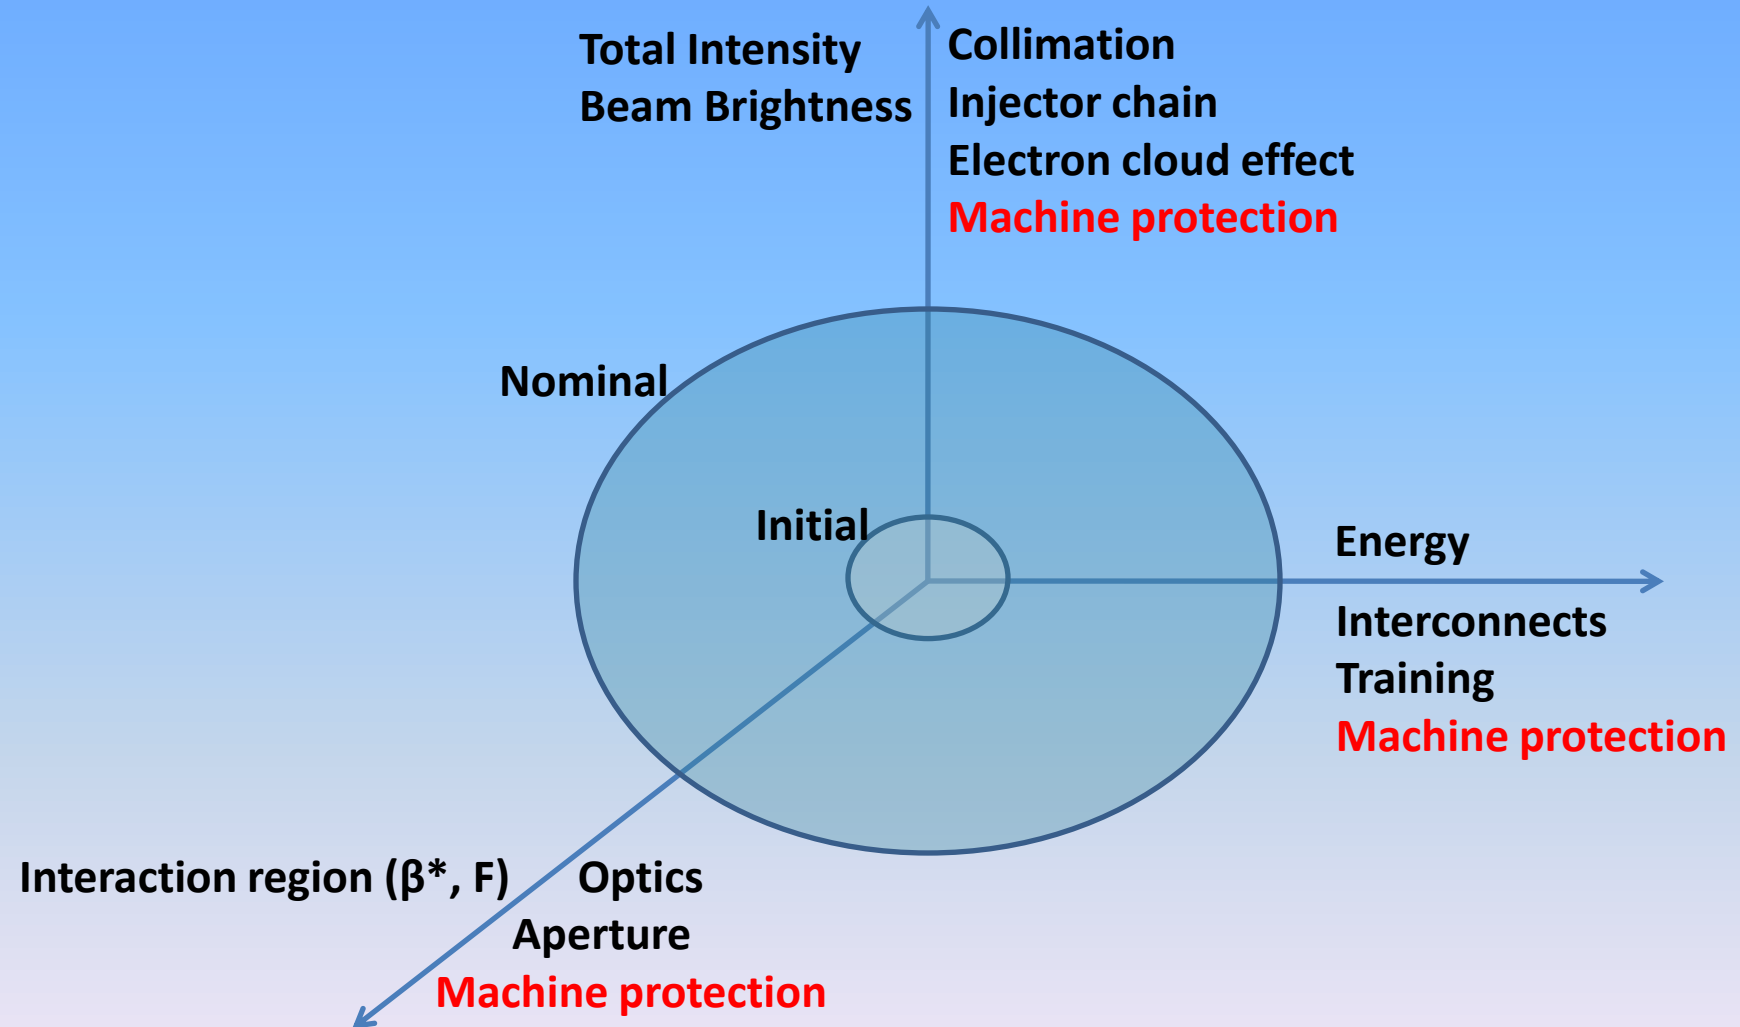 Total Intensity
Beam Brightness
Collimation
Injector chain
Electron cloud effect
Machine protection
Nominal
Initial
Energy
Interconnects
Training
Machine protection
Interaction region (β*, F)
Optics
Aperture
Machine protection